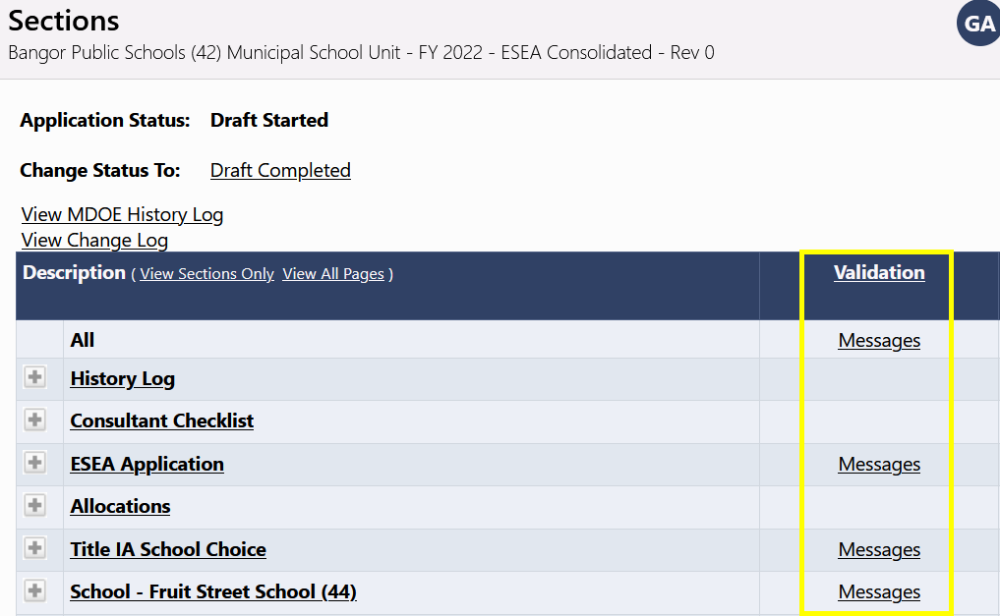 Sections
GA
Bangor Public Schools (42) Municipal School Unit - FY 2022 - ESEA Consolidated - Rev 0
Application Status: Draft Started
Change Status To: Draft Completed
View MDOE History Log
View Change Log
Description ( View Sections Only View All Pages ) Validation
All Messages
History Log
Consultant Checklist
ESEA Application Messages
Allocations
Title IA School Choice Messages
School - Fruit Street School (44) Messages